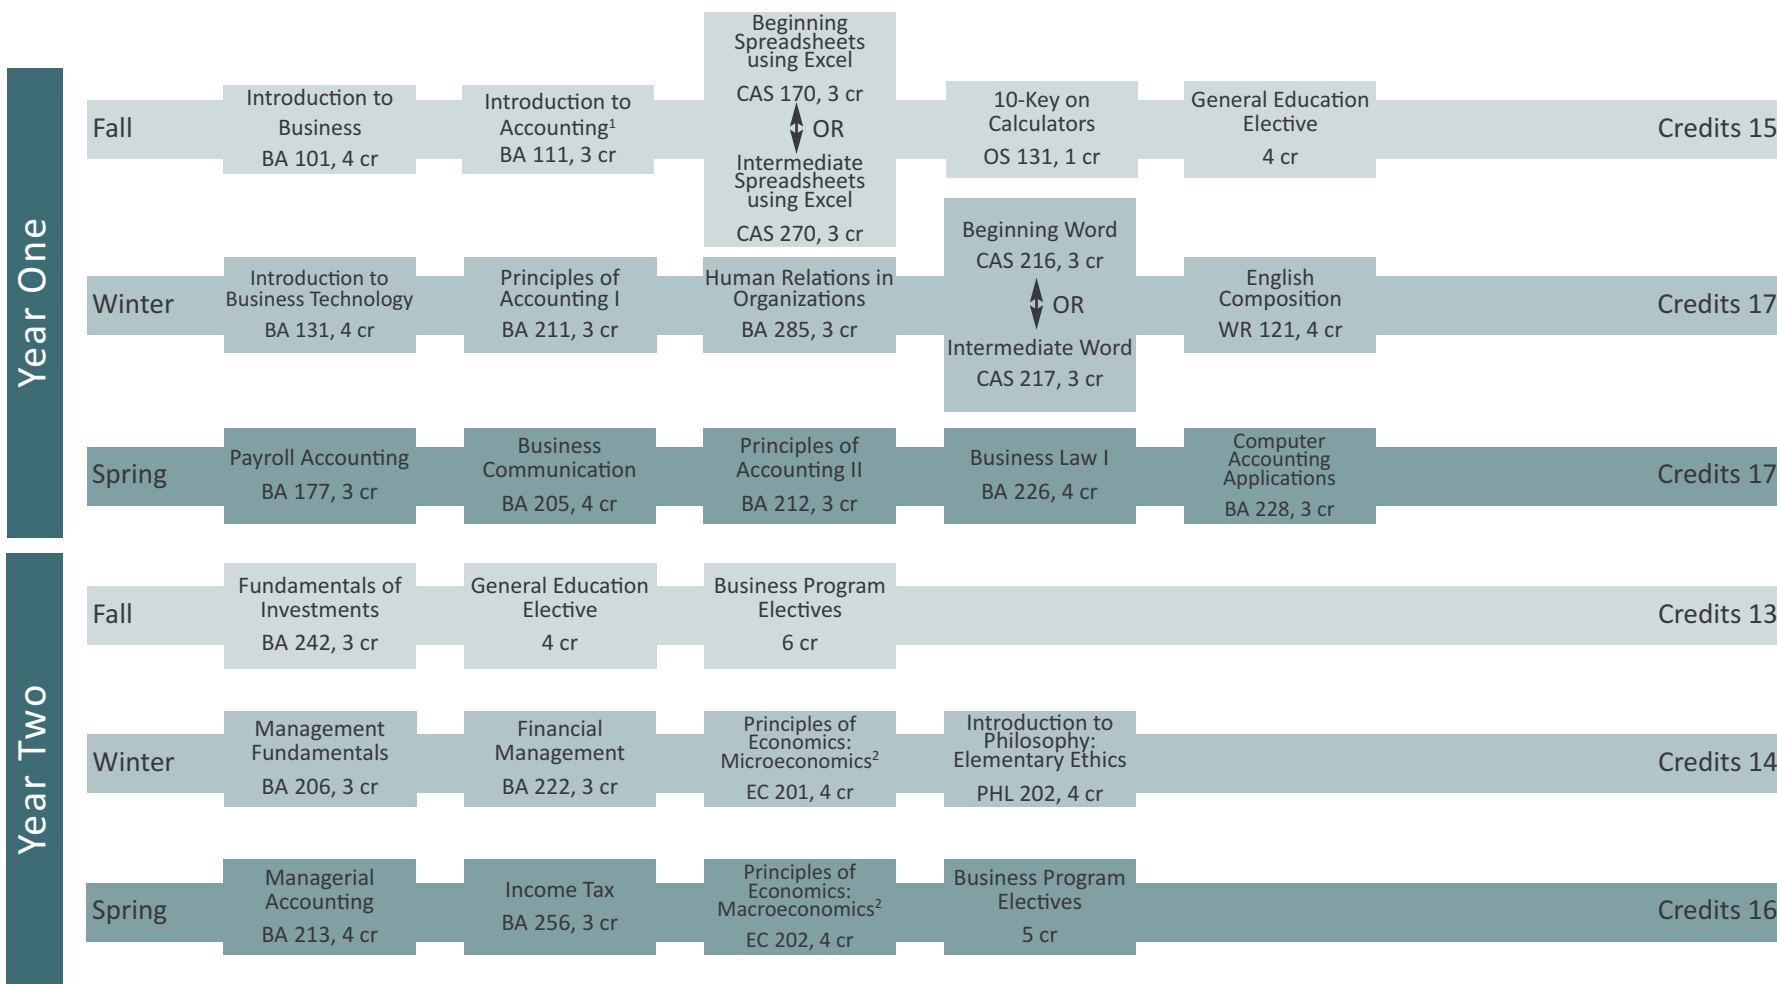 Year One
Fall
Introduction to
Business
BA 101, 4 cr
Introduction to
Accounting1
BA 111, 3 cr
Beginning
Spreadsheets
using Excel
CAS 170, 3 cr
OR
Intermediate
Spreadsheets
using Excel
CAS 270, 3 cr
10-Key on
Calculators
OS 131, 1 cr
General Education
Elective
4 cr
Credits 15
Winter
Introduction to
Business Technology
BA 131, 4 cr
Principles of
Accounting I
BA 211, 3 cr
Human Relations in
Organizations
BA 285, 3 cr
Beginning Word
CAS 216, 3 cr
OR
Intermediate Word
CAS 217, 3 cr
English
Composition
WR 121, 4 cr
Credits 17
Spring
Payroll Accounting
BA 177, 3 cr
Business
Communication
BA 205, 4 cr
Principles of
Accounting II
BA 212, 3 cr
Business Law I
BA 226, 4 cr
Computer
Accounting
Applications
BA 228, 3 cr
Credits 17
Year Two
Fall
Fundamentals of
Investments
BA 242, 3 cr
General Education
Elective
4 cr
Business Program
Electives
6 cr
Credits 13
Winter
Management
Fundamentals
BA 206, 3 cr
Financial
Management
BA 222, 3 cr
Principles of
Economics:
Microeconomics2
EC 201, 4 cr
Introduction to
Philosophy:
Elementary Ethics
PHL 202, 4 cr
Credits 14
Spring
Managerial
Accounting
BA 213, 4 cr
Income Tax
BA 256, 3 cr
Principles of
Economics:
Macroeconomics2
EC 202, 4 cr
Business Program
Electives
5 cr
Credits 16